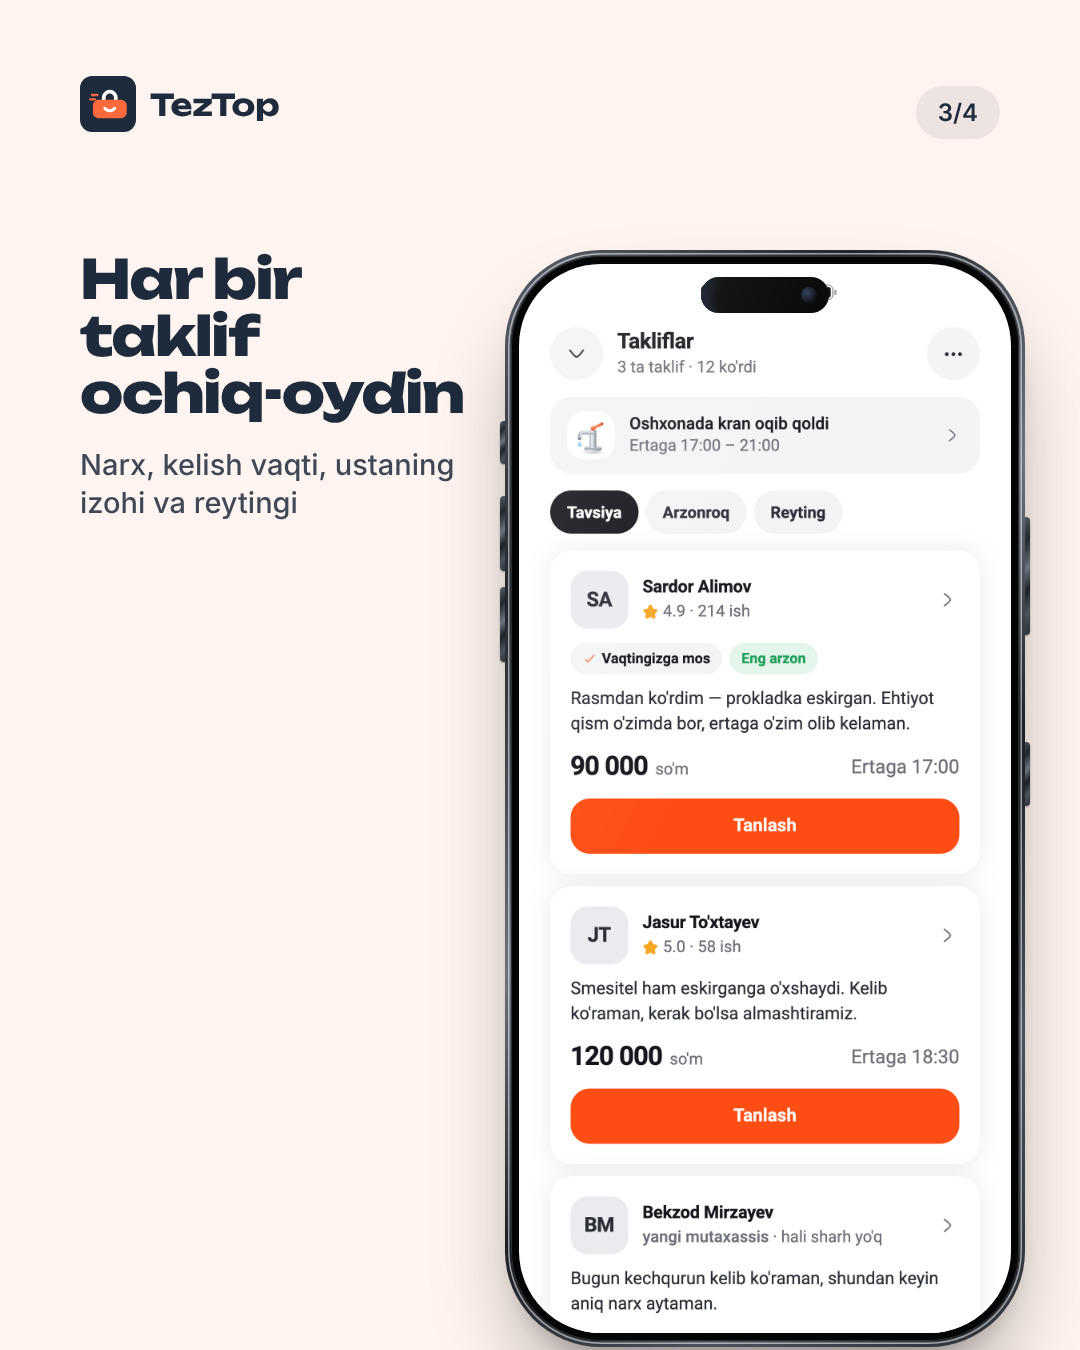 TezTop
3/4
Har bir
taklif
ochiq-oydin
Narx, kelish vaqti, ustaning
izohi va reytingi
Takliflar
3 ta taklif · 12 ko'rdi
Oshxonada kran oqib qoldi
Ertaga 17:00 – 21:00
Tavsiya Arzonroq Reyting
SA
Sardor Alimov
4.9 · 214 ish
Vaqtingizga mos Eng arzon
Rasmdan ko'rdim — prokladka eskirgan. Ehtiyot
qism o'zimda bor, ertaga o'zim olib kelaman.
90 000 so'm Ertaga 17:00
Tanlash
JT
Jasur To'xtayev
5.0 · 58 ish
Smesitel ham eskirganga o'xshaydi. Kelib
ko'raman, kerak bo'lsa almashtiramiz.
120 000 so'm Ertaga 18:30
Tanlash
BM
Bekzod Mirzayev
yangi mutaxassis · hali sharh yo'q
Bugun kechqurun kelib ko'raman, shundan keyin
aniq narx aytaman.